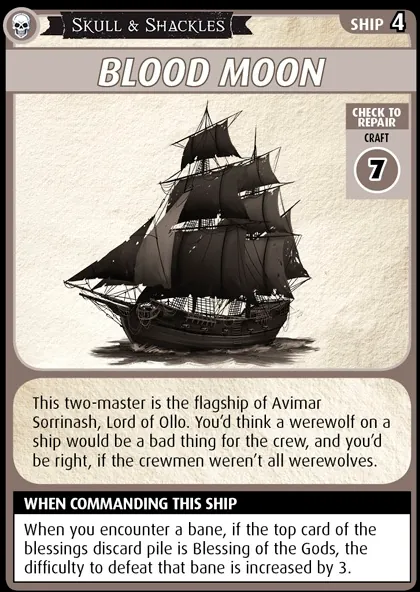 SKULL & SHACKLES
SHIP 4
BLOOD MOON
CHECK TO
REPAIR
CRAFT
7
This two-master is the flagship of Avimar
Sorrinash, Lord of Ollo. You’d think a werewolf on a
ship would be a bad thing for the crew, and you’d
be right, if the crewmen weren’t all werewolves.
WHEN COMMANDING THIS SHIP
When you encounter a bane, if the top card of the
blessings discard pile is Blessing of the Gods, the
difficulty to defeat that bane is increased by 3.